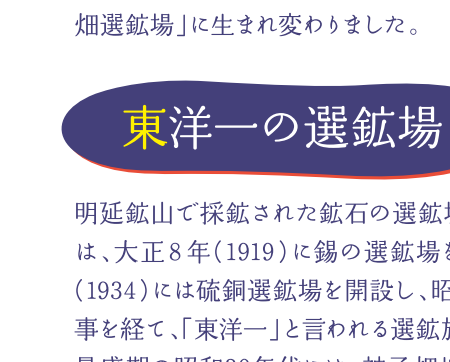 畑選鉱場」に生まれ変わりました。
東洋一の選鉱場
明延鉱山で採鉱された鉱石の選鉱場
は、大正８年(1919)に錫の選鉱場を
(1934)には硫銅選鉱場を開設し、昭
事を経て、「東洋一」と言われる選鉱施